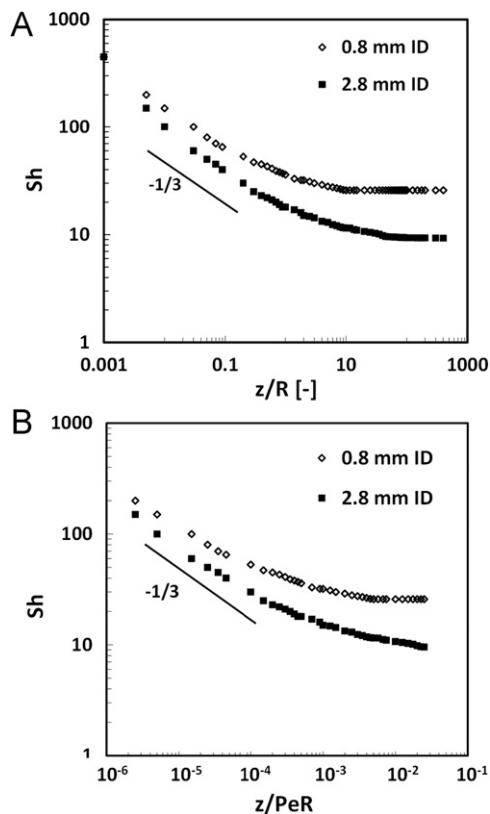 A
1000
◇ 0.8 mm ID
■ 2.8 mm ID
100
Sh
-1/3
10
1
0.001 0.1 10 1000
z/R [-]
B
1000
◇ 0.8 mm ID
■ 2.8 mm ID
100
Sh
-1/3
10
1
10⁻⁶ 10⁻⁵ 10⁻⁴ 10⁻³ 10⁻² 10⁻¹
z/PeR